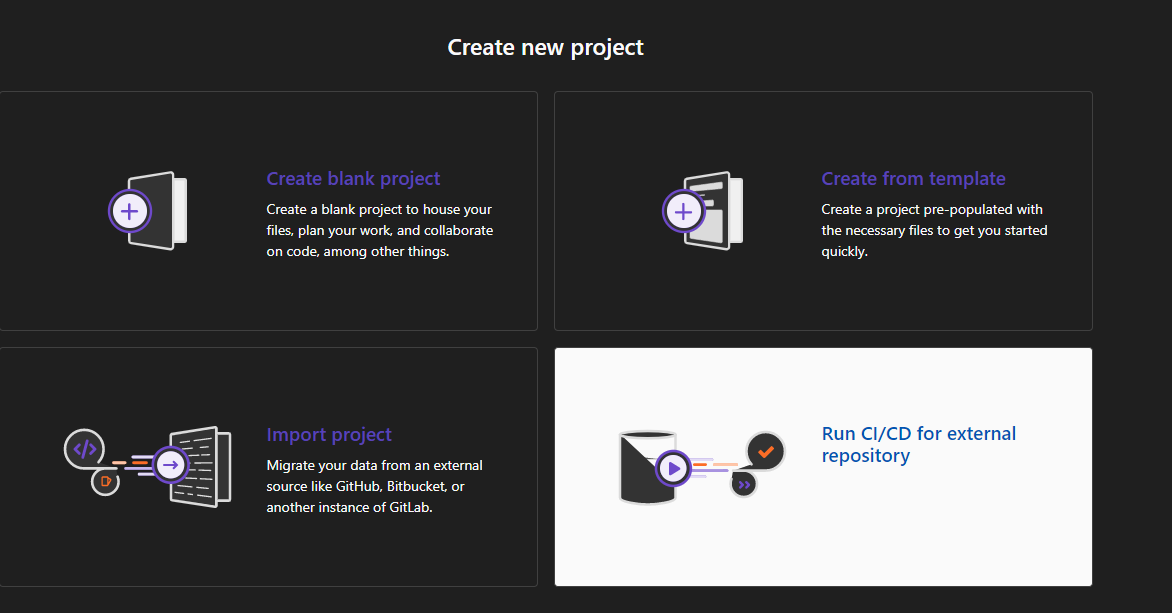 Create new project
Create blank project
Create a blank project to house your
files, plan your work, and collaborate
on code, among other things.
Create from template
Create a project pre-populated with
the necessary files to get you started
quickly.
Import project
Migrate your data from an external
source like GitHub, Bitbucket, or
another instance of GitLab.
Run CI/CD for external
repository